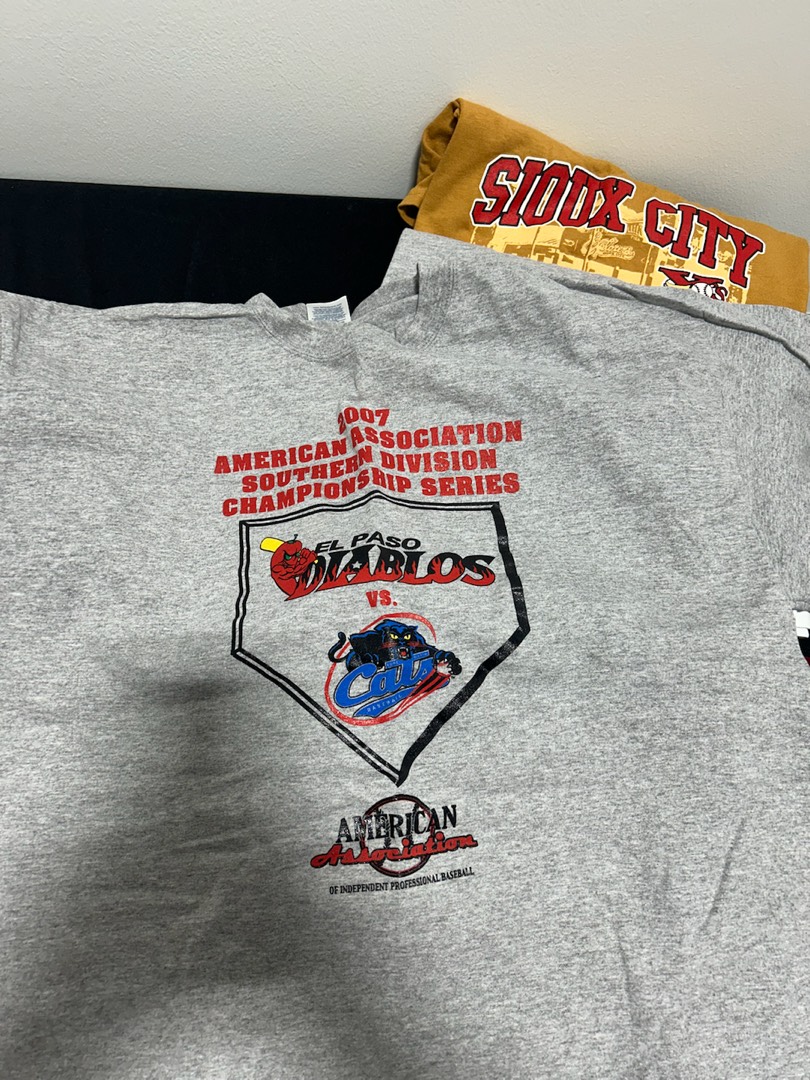 SIOUX CITY
2007
AMERICAN ASSOCIATION
SOUTHERN DIVISION
CHAMPIONSHIP SERIES
EL PASO
DIABLOS
VS.
Cats
BASEBALL
AMERICAN
Association
OF INDEPENDENT PROFESSIONAL BASEBALL